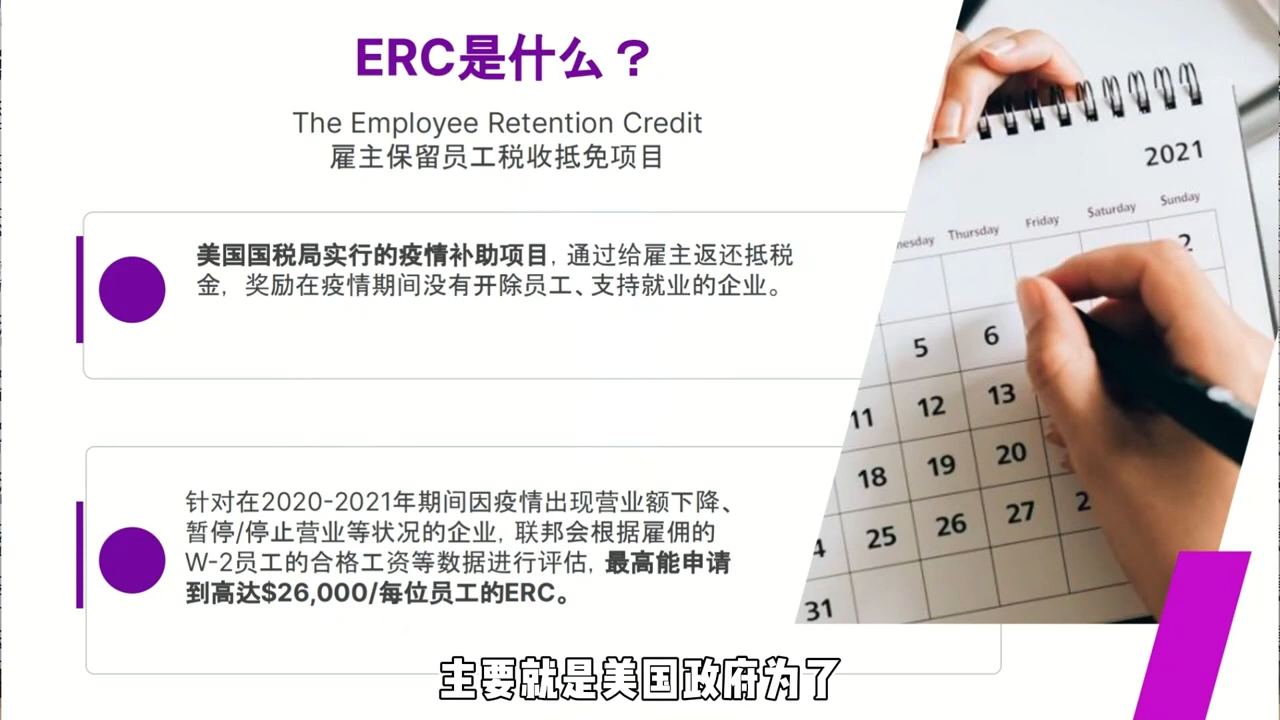 ERC是什么？
The Employee Retention Credit
雇主保留员工税收抵免项目
美国国税局实行的疫情补助项目, 通过给雇主返还抵税
金, 奖励在疫情期间没有开除员工、支持就业的企业。
针对在2020-2021年期间因疫情出现营业额下降、
暂停/停止营业等状况的企业, 联邦会根据雇佣的
W-2员工的合格工资等数据进行评估, 最高能申请
到高达$26,000/每位员工的ERC。
2021
Thursday Friday Saturday Sunday
2
5 6
11 12 13
18 19 20
25 26 27
31
主要就是美国政府为了